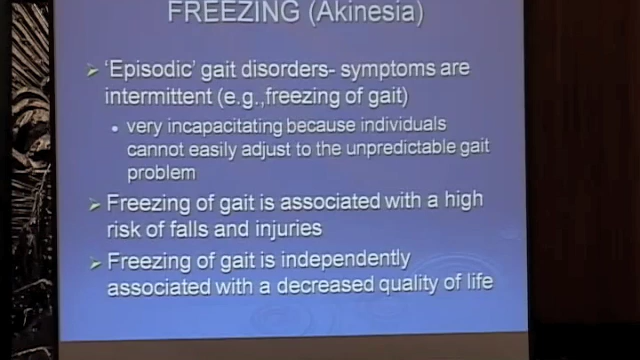 FREEZING (Akinesia)
'Episodic' gait disorders- symptoms are
intermittent (e.g.,freezing of gait)
• very incapacitating because individuals
cannot easily adjust to the unpredictable gait
problem
Freezing of gait is associated with a high
risk of falls and injuries
Freezing of gait is independently
associated with a decreased quality of life